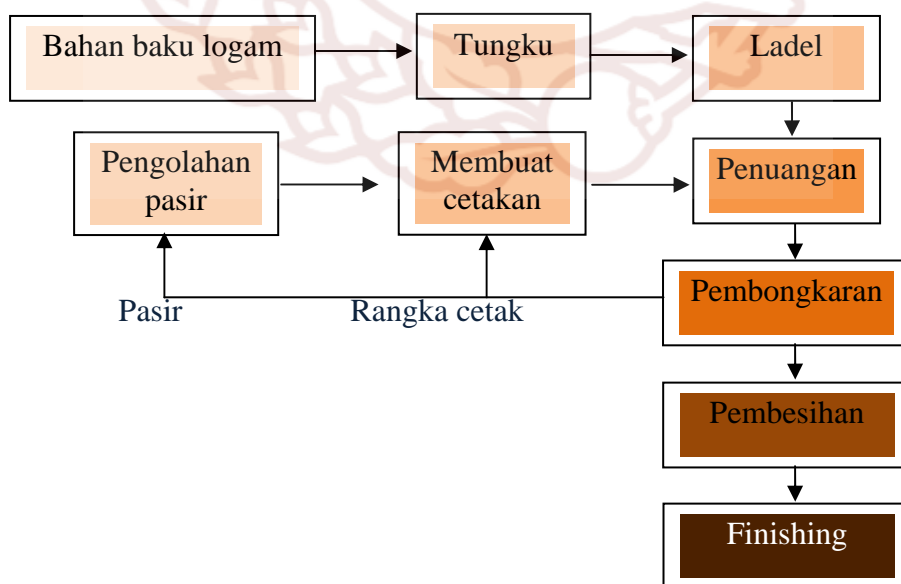 Bahan baku logam
Tungku
Ladel
Pengolahan
pasir
Membuat
cetakan
Penuangan
Pembongkaran
Pasir
Rangka cetak
Pembesihan
Finishing